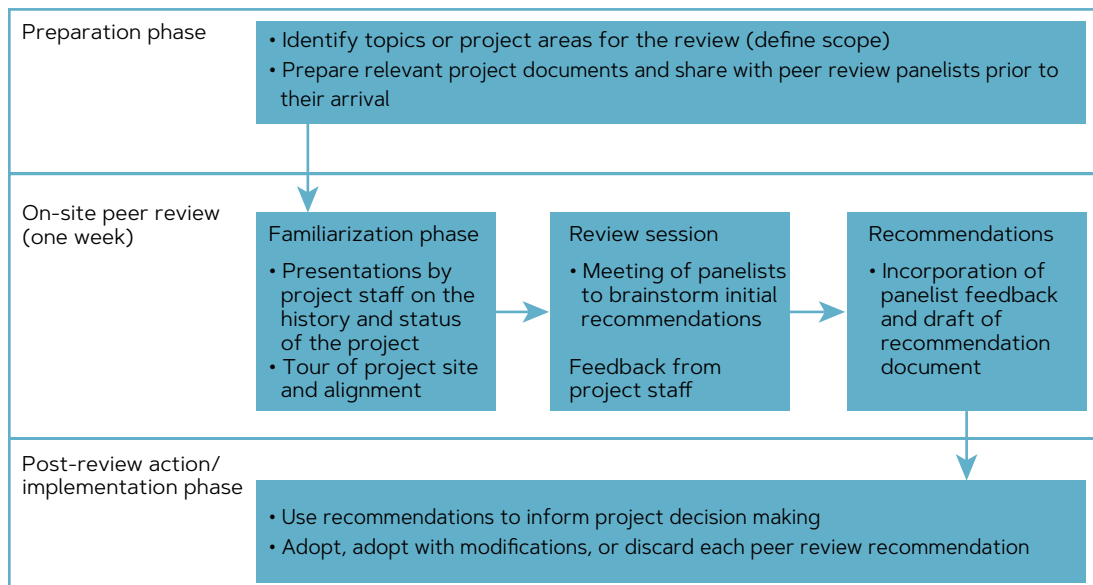 Preparation phase
• Identify topics or project areas for the review (define scope)
• Prepare relevant project documents and share with peer review panelists prior to
their arrival
On-site peer review
(one week)
Familiarization phase
• Presentations by
project staff on the
history and status
of the project
• Tour of project site
and alignment
Review session
• Meeting of panelists
to brainstorm initial
recommendations
Feedback from
project staff
Recommendations
• Incorporation of
panelist feedback
and draft of
recommendation
document
Post-review action/
implementation phase
• Use recommendations to inform project decision making
• Adopt, adopt with modifications, or discard each peer review recommendation